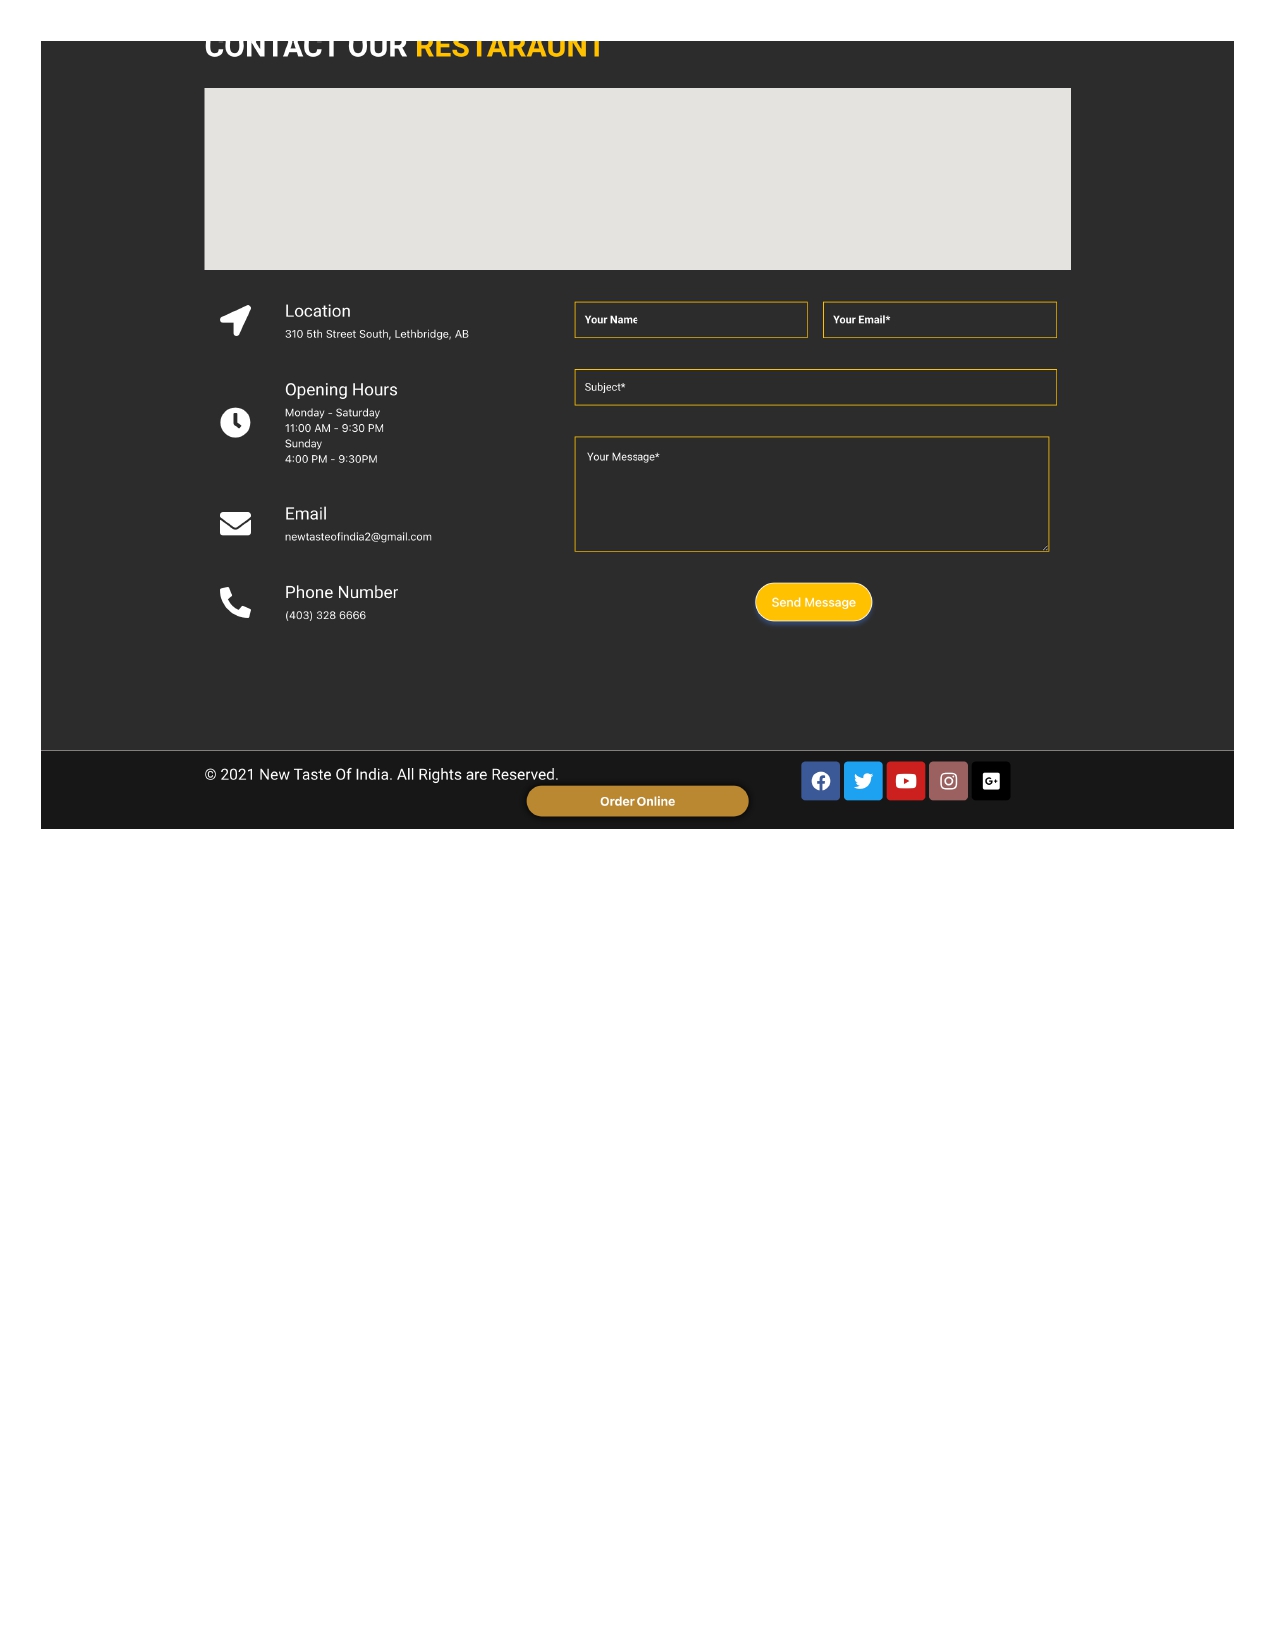 CONTACT OUR RESTARAUNT
Location
310 5th Street South, Lethbridge, AB
Opening Hours
Monday - Saturday
11:00 AM - 9:30 PM
Sunday
4:00 PM - 9:30PM
Email
newtasteofindia2@gmail.com
Phone Number
(403) 328 6666
Your Name
Your Email*
Subject*
Your Message*
Send Message
© 2021 New Taste Of India. All Rights are Reserved.
Order Online